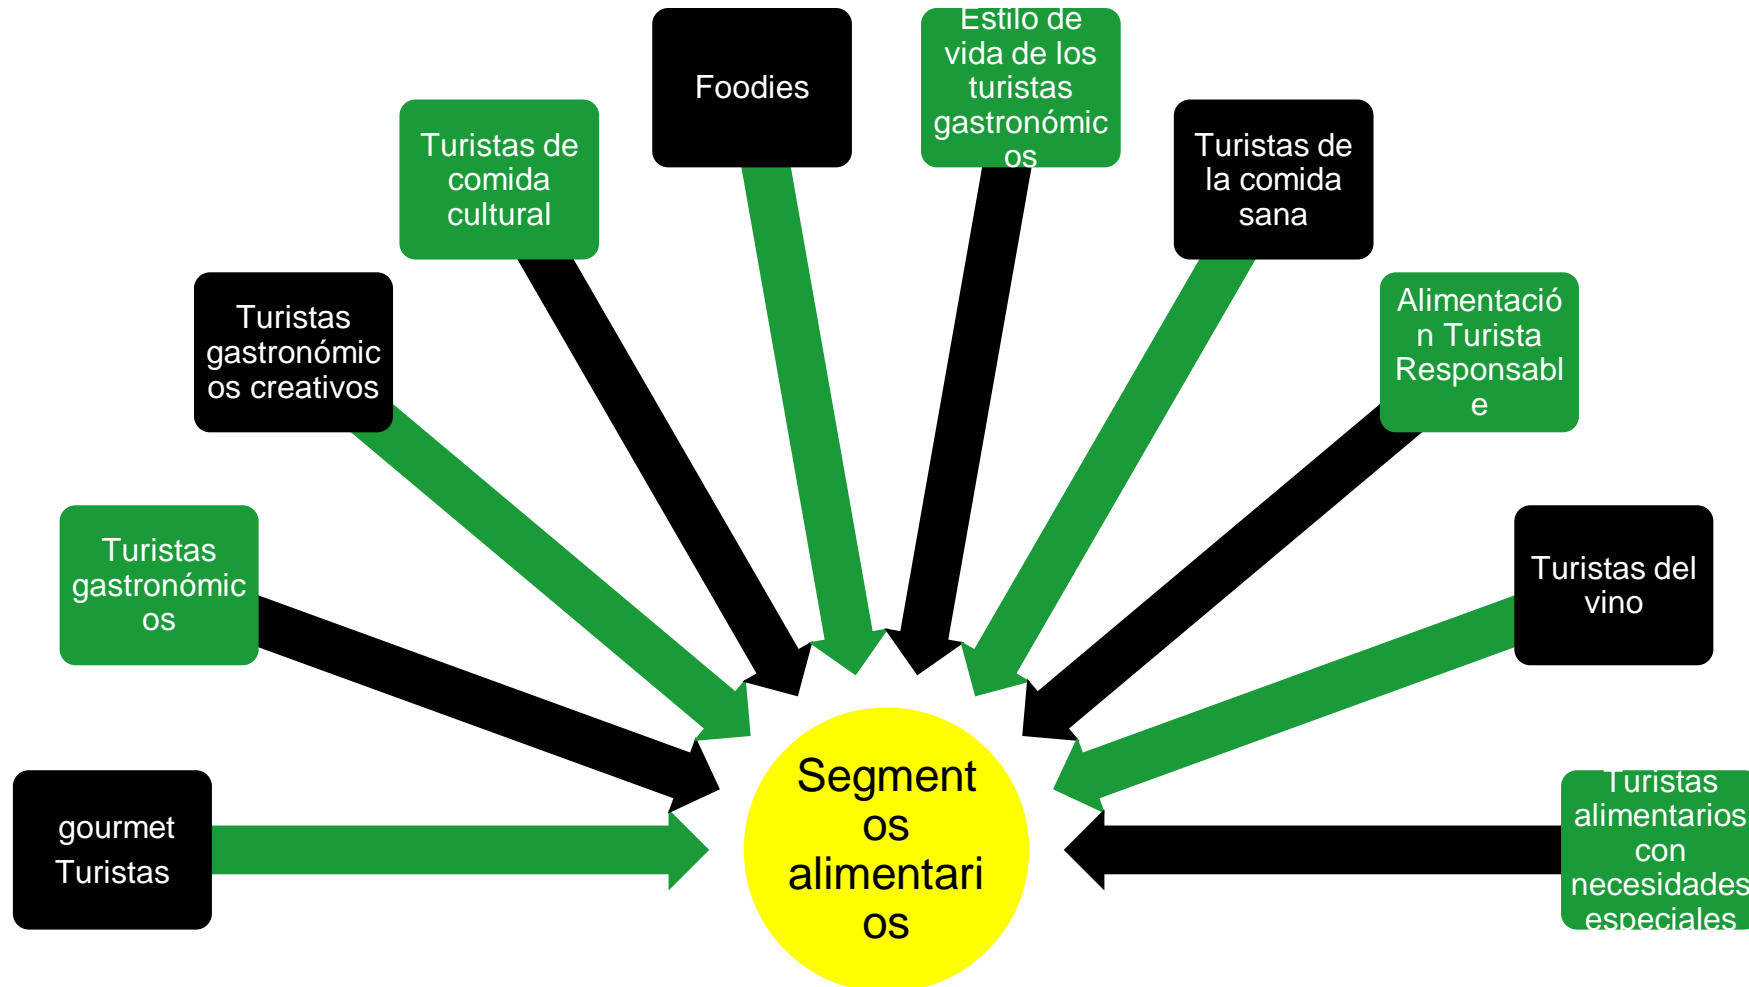 Estilo de
vida de los
turistas
gastronómic
os
Foodies
Turistas de
comida
cultural
Turistas de
la comida
sana
Turistas
gastronómic
os creativos
Alimentació
n Turista
Responsabl
e
Turistas
gastronómic
os
Turistas del
vino
gourmet
Turistas
Segment
os
alimentari
os
Turistas
alimentarios
con
necesidades
especiales